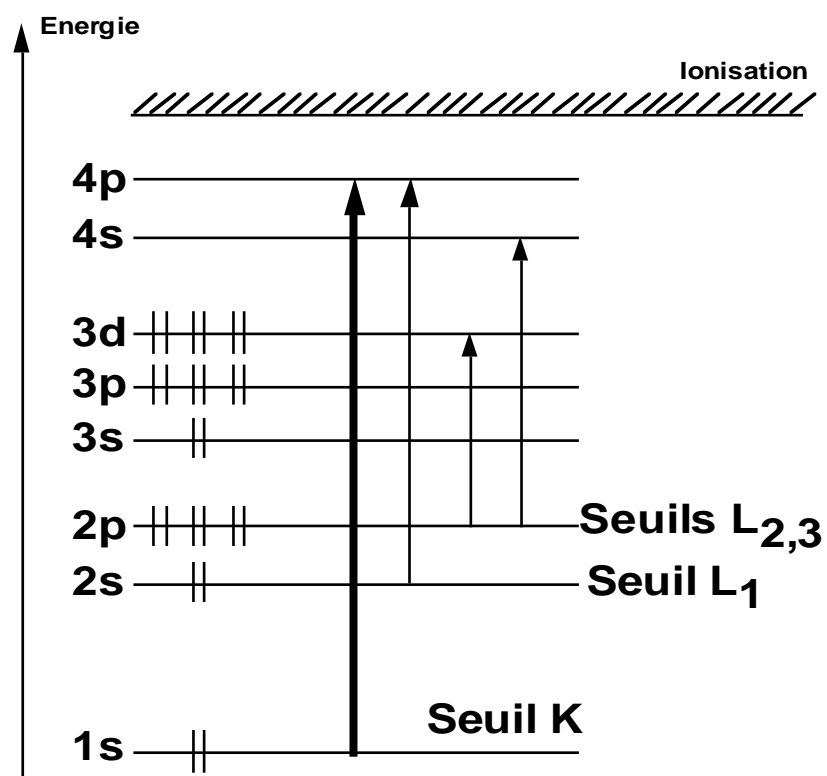 Energie
Ionisation
4p
4s
3d
3p
3s
2p
Seuils L2,3
2s
Seuil L1
Seuil K
1s